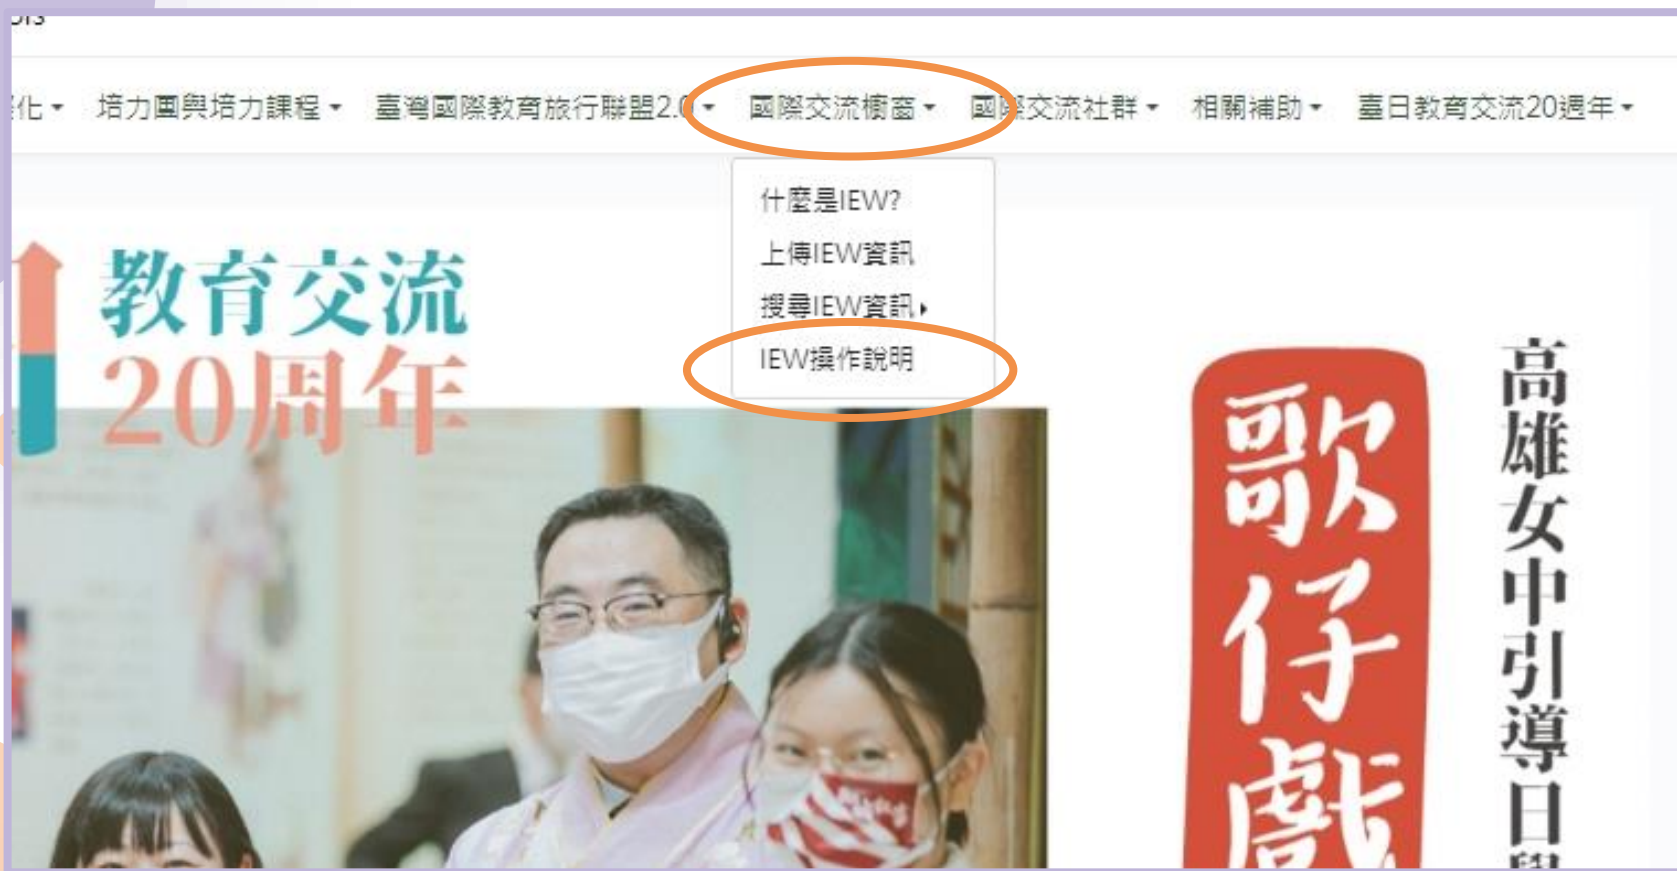 化
培力團與培力課程
臺灣國際教育旅行聯盟2.0
國際交流櫥窗
國際交流社群
相關補助
臺日教育交流20週年
什麼是IEW?
上傳IEW資訊
搜尋IEW資訊
IEW操作說明
教育交流
20周年
歌仔戲
高雄女中引導日